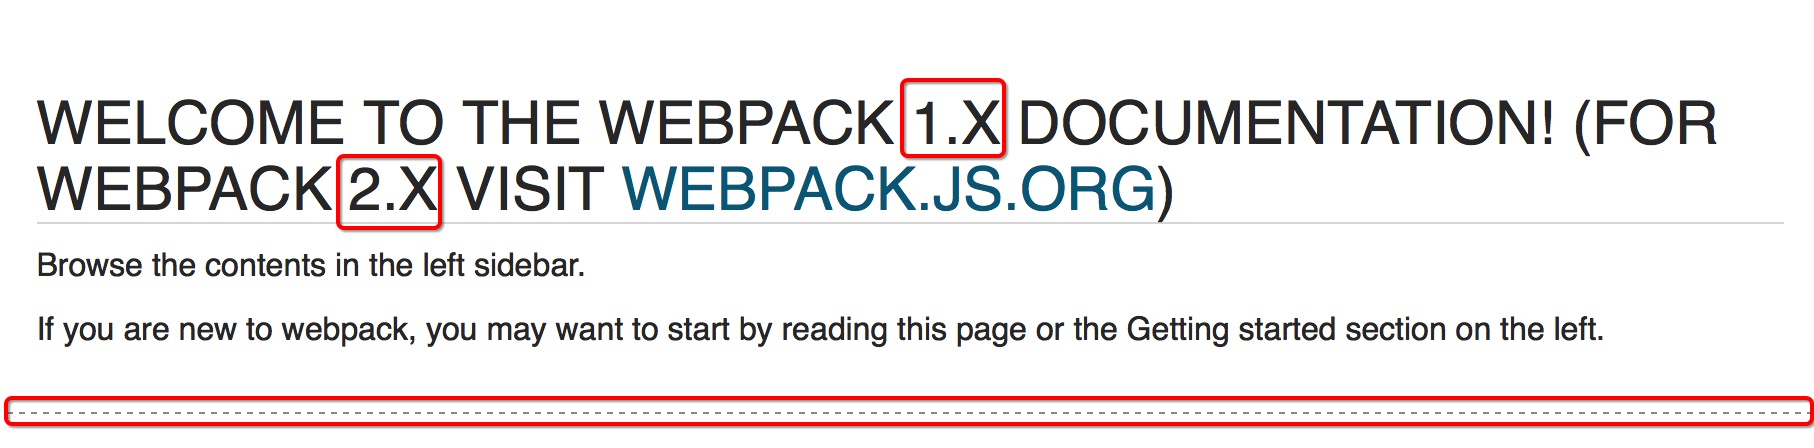 WELCOME TO THE WEBPACK 1.X DOCUMENTATION! (FOR
WEBPACK 2.X VISIT WEBPACK.JS.ORG)
Browse the contents in the left sidebar.
If you are new to webpack, you may want to start by reading this page or the Getting started section on the left.